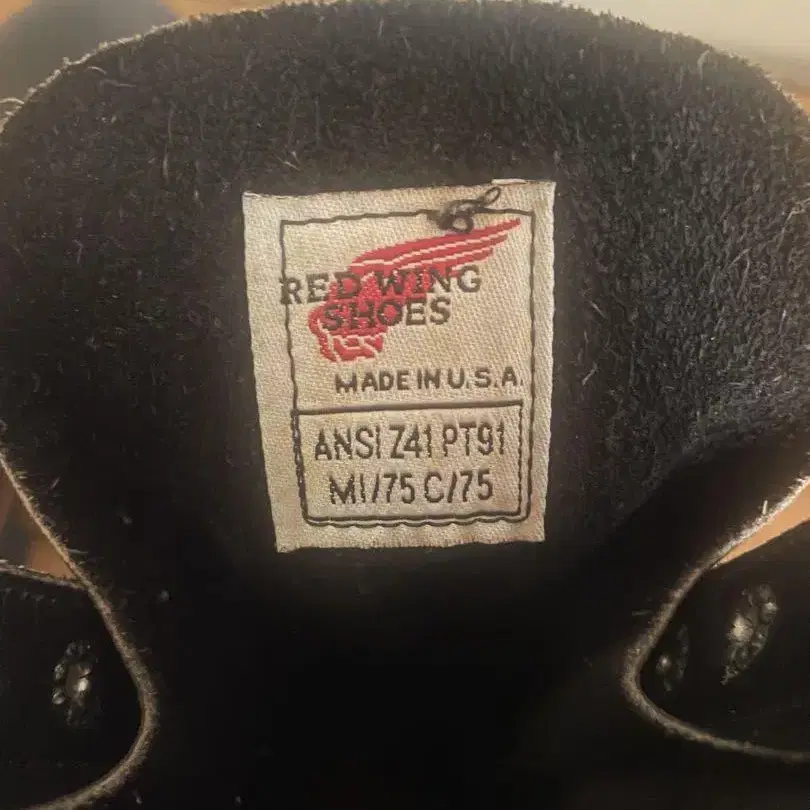 RED WING
SHOES
MADE IN U.S.A.
ANSI Z41 PT91
MI/75 C/75